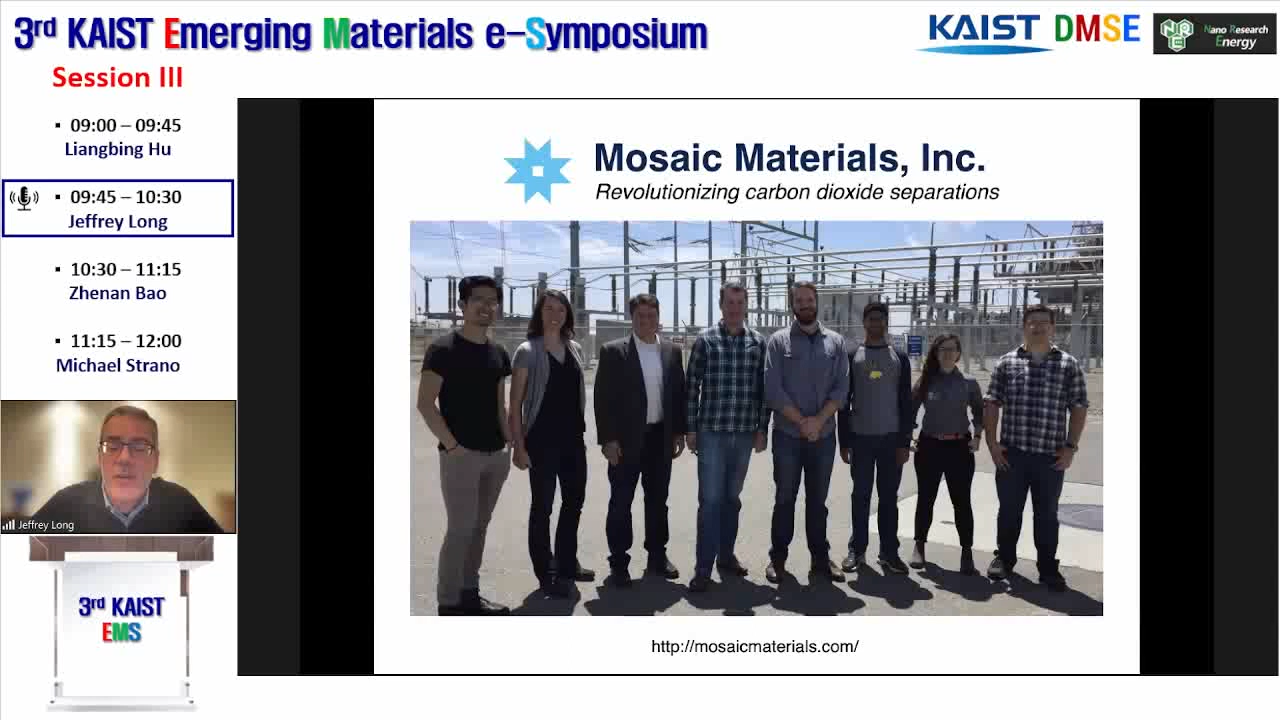 3rd KAIST Emerging Materials e-Symposium
KAIST DMSE
NRE Nano Research Energy
Session III
▪ 09:00 – 09:45
Liangbing Hu
▪ 09:45 – 10:30
Jeffrey Long
▪ 10:30 – 11:15
Zhenan Bao
▪ 11:15 – 12:00
Michael Strano
Jeffrey Long
3rd KAIST
EMS
Mosaic Materials, Inc.
Revolutionizing carbon dioxide separations
http://mosaicmaterials.com/